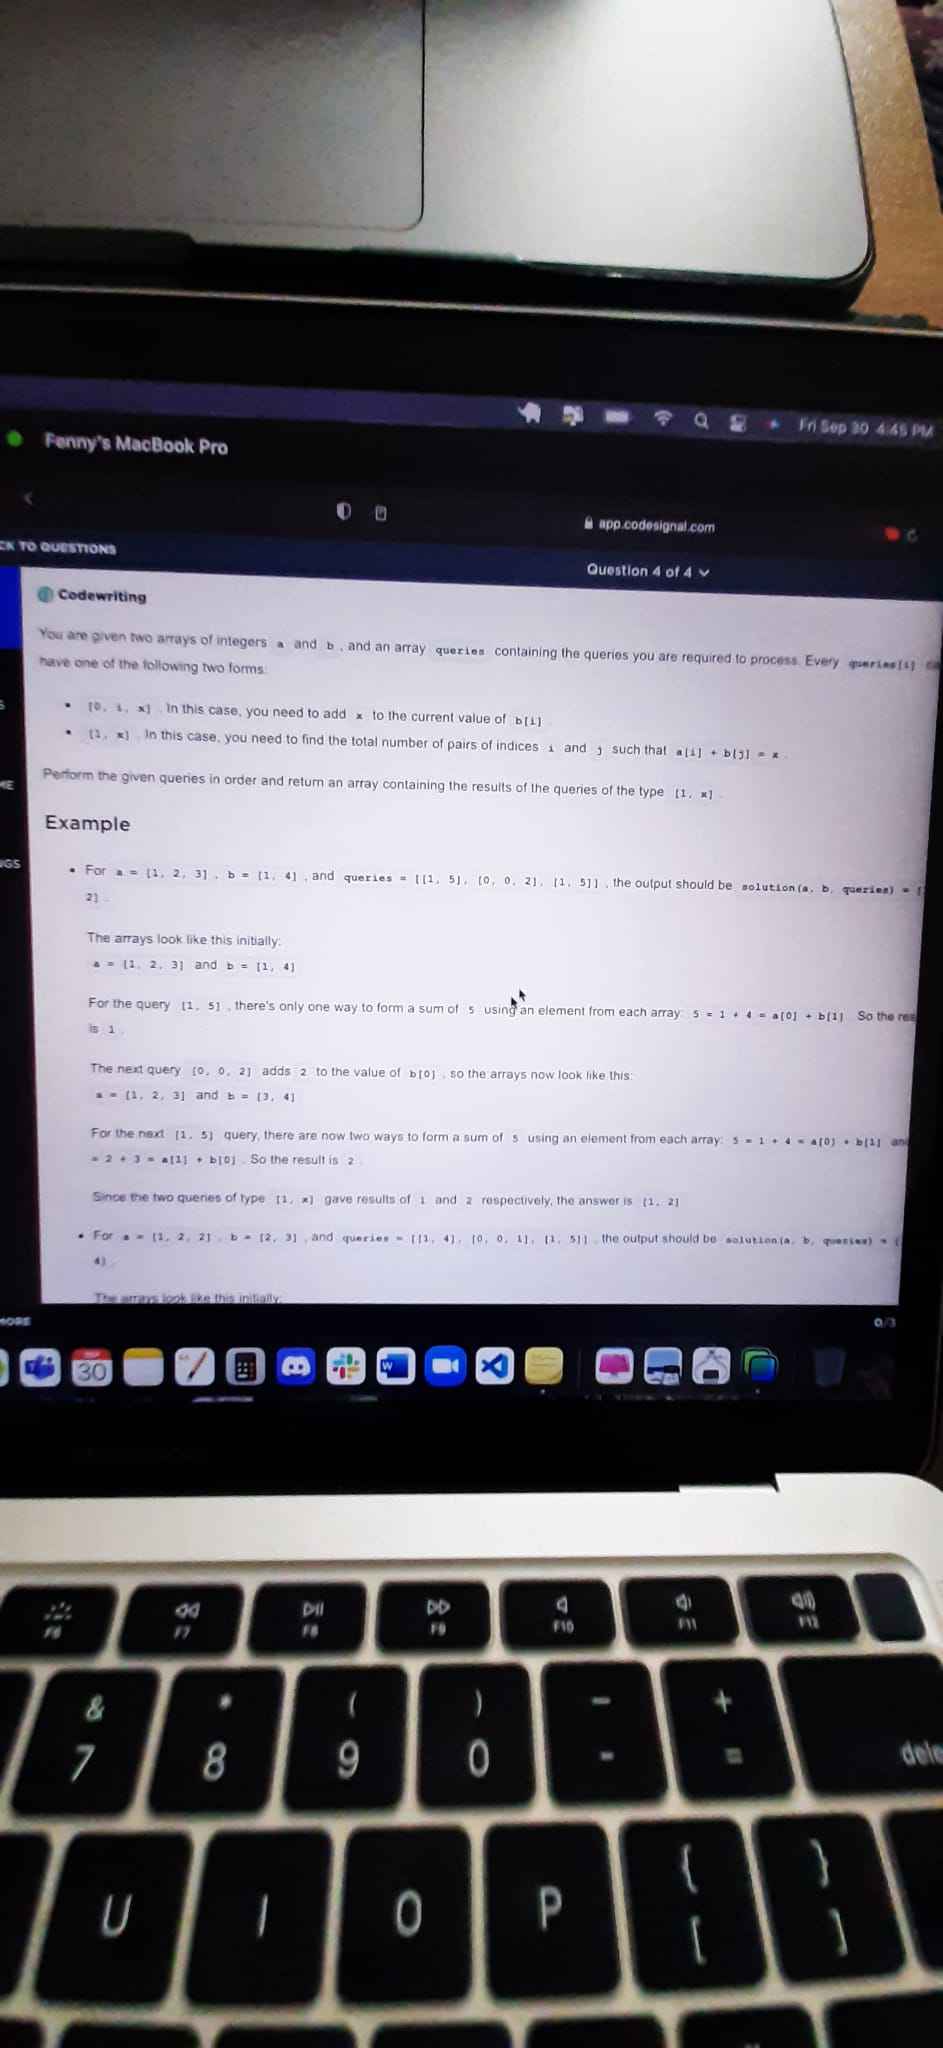 Fri Sep 30 4:45 PM
Fenny's MacBook Pro
app.codesignal.com
CK TO QUESTIONS
Question 4 of 4
Codewriting
You are given two arrays of integers a and b, and an array queries containing the queries you are required to process. Every queries[i]
have one of the following two forms:
• [0, i, x]. In this case, you need to add x to the current value of b[i].
• [1, x]. In this case, you need to find the total number of pairs of indices i and j such that a[i] + b[j] = x.
Perform the given queries in order and return an array containing the results of the queries of the type [1, x].
Example
• For a = [1, 2, 3], b = [1, 4], and queries = [[1, 5], [0, 0, 2], [1, 5]], the output should be solution(a, b, queries) = [
2].
The arrays look like this initially:
a = [1, 2, 3] and b = [1, 4]
For the query [1, 5], there's only one way to form a sum of 5 using an element from each array: 5 = 1 + 4 = a[0] + b[1]. So the res
is 1.
The next query [0, 0, 2] adds 2 to the value of b[0], so the arrays now look like this:
a = [1, 2, 3] and b = [3, 4]
For the next [1, 5] query, there are now two ways to form a sum of 5 using an element from each array: 5 = 1 + 4 = a[0] + b[1] and
= 2 + 3 = a[1] + b[0]. So the result is 2.
Since the two queries of type [1, x] gave results of 1 and 2 respectively, the answer is [1, 2]
• For a = [1, 2, 2], b = [2, 3], and queries = [[1, 4], [0, 0, 1], [1, 5]], the output should be solution(a, b, queries) = [
4].
The arrays look like this initially:
MORE
0/3
30
W
F6 F7 F8 F9 F10 F11 F12
& * ( ) − +
7 8 9 0 - = dele
U I O P { [ } ]